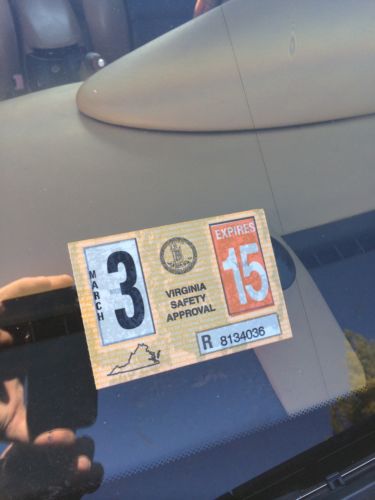 MARCH
3
VIRGINIA
SAFETY
APPROVAL
EXPIRES
15
R 8134036